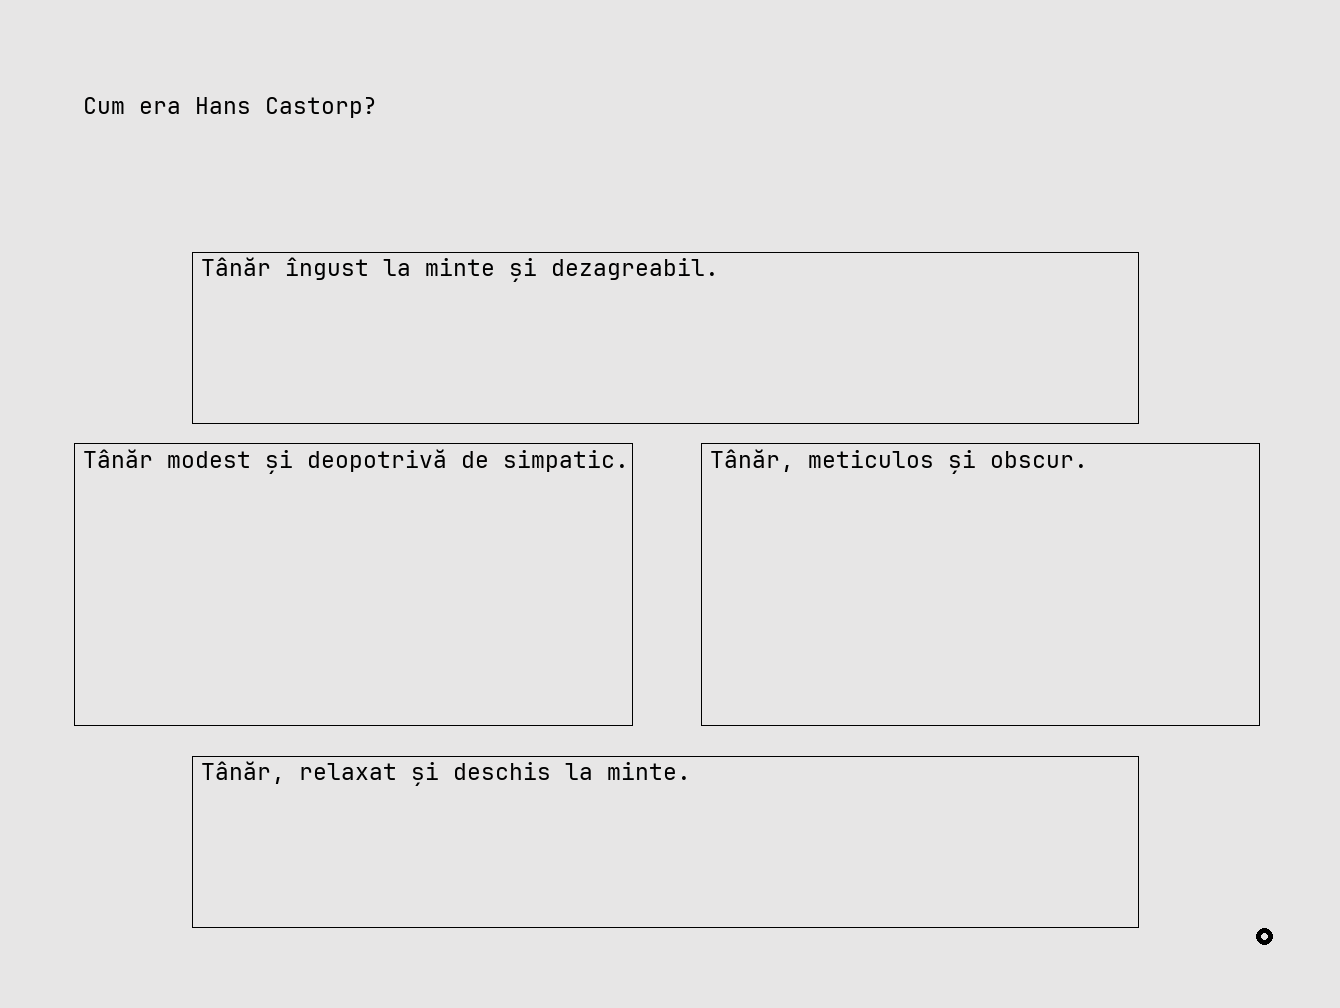 Cum era Hans Castorp?
Tânăr îngust la minte și dezagreabil.
Tânăr modest și deopotrivă de simpatic.
Tânăr, meticulos și obscur.
Tânăr, relaxat și deschis la minte.